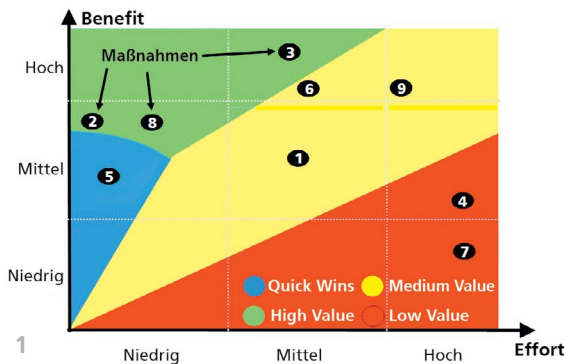 Benefit
Hoch
Maßnahmen
3
6
9
2
8
Mittel
1
5
4
7
Niedrig
Quick Wins
Medium Value
High Value
Low Value
1
Niedrig
Mittel
Hoch
Effort